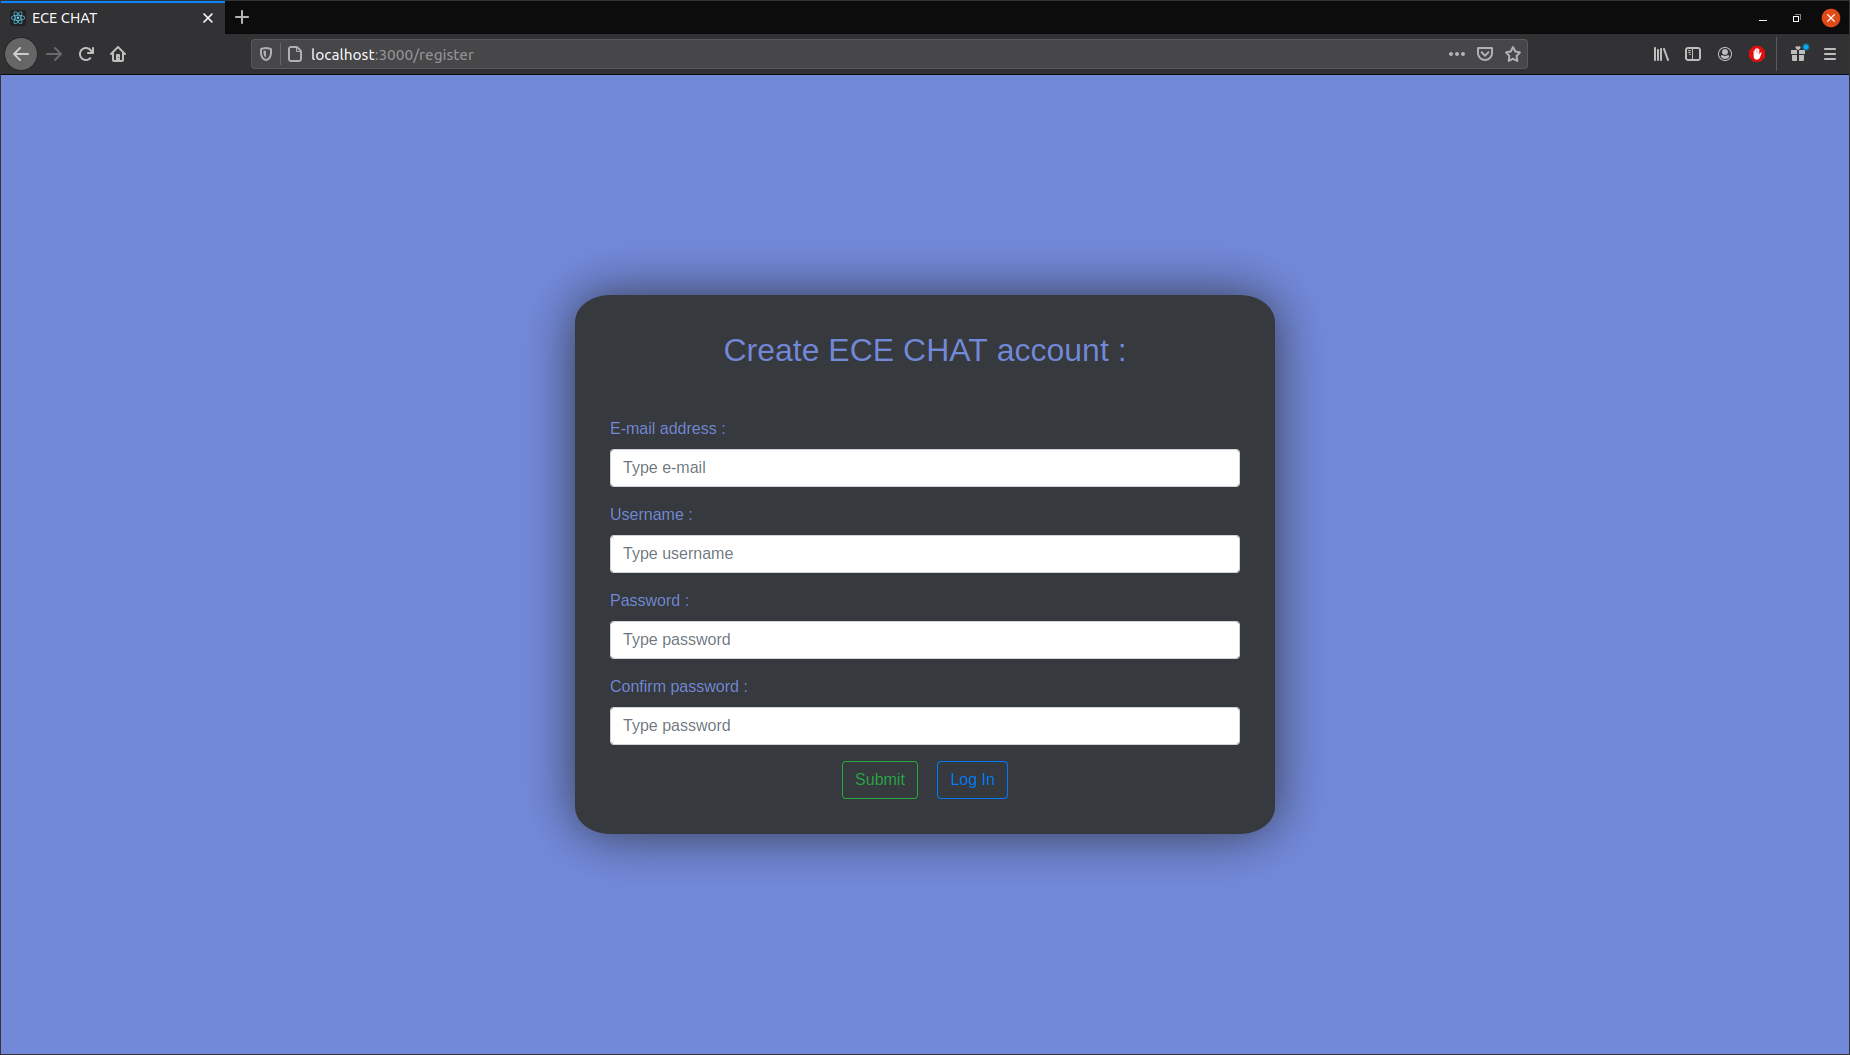 ECE CHAT
localhost:3000/register
Create ECE CHAT account :
E-mail address :
Type e-mail
Username :
Type username
Password :
Type password
Confirm password :
Type password
Submit Log In